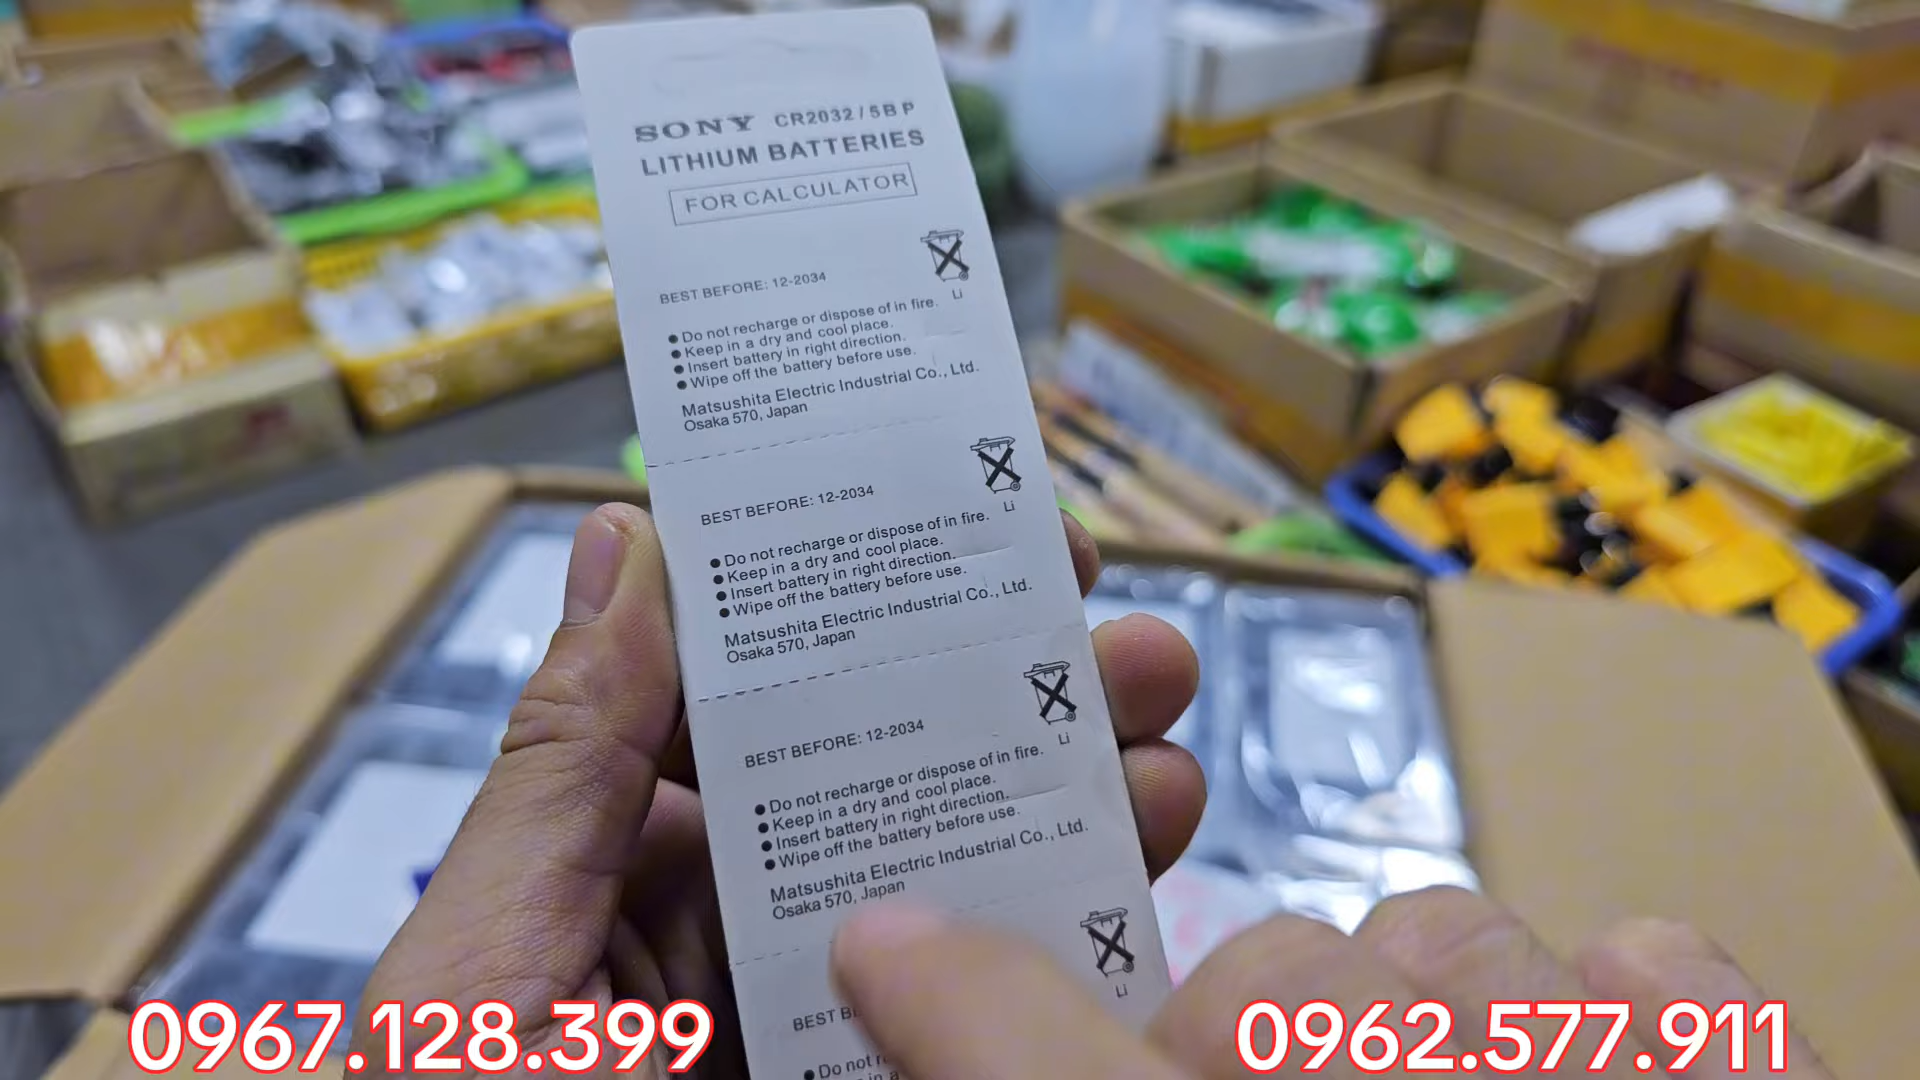 SONY CR2032/5BP
LITHIUM BATTERIES
FOR CALCULATOR
BEST BEFORE: 12-2034
Li
●Do not recharge or dispose of in fire.
●Keep in a dry and cool place.
●Insert battery in right direction.
●Wipe off the battery before use.
Matsushita Electric Industrial Co., Ltd.
Osaka 570, Japan
BEST BEFORE: 12-2034
Li
●Do not recharge or dispose of in fire.
●Keep in a dry and cool place.
●Insert battery in right direction.
●Wipe off the battery before use.
Matsushita Electric Industrial Co., Ltd.
Osaka 570, Japan
BEST BEFORE: 12-2034
Li
●Do not recharge or dispose of in fire.
●Keep in a dry and cool place.
●Insert battery in right direction.
●Wipe off the battery before use.
Matsushita Electric Industrial Co., Ltd.
Osaka 570, Japan
Li
BEST
●Do not
in a
0967.128.399
0962.577.911